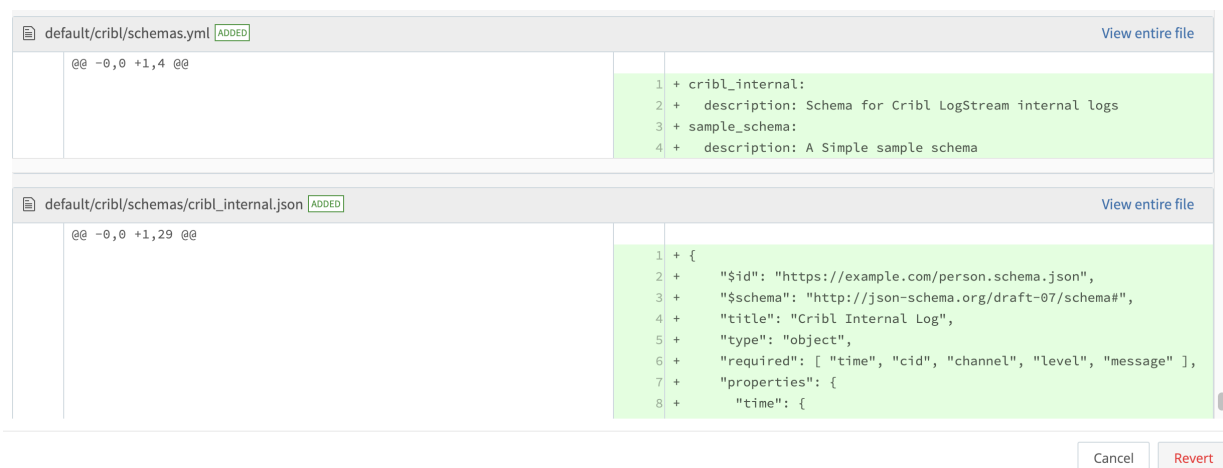 default/cribl/schemas.yml ADDED View entire file
@@ -0,0 +1,4 @@
1 + cribl_internal:
2 +   description: Schema for Cribl LogStream internal logs
3 + sample_schema:
4 +   description: A Simple sample schema
default/cribl/schemas/cribl_internal.json ADDED View entire file
@@ -0,0 +1,29 @@
1 + {
2 +     "$id": "https://example.com/person.schema.json",
3 +     "$schema": "http://json-schema.org/draft-07/schema#",
4 +     "title": "Cribl Internal Log",
5 +     "type": "object",
6 +     "required": [ "time", "cid", "channel", "level", "message" ],
7 +     "properties": {
8 +       "time": {
Cancel Revert